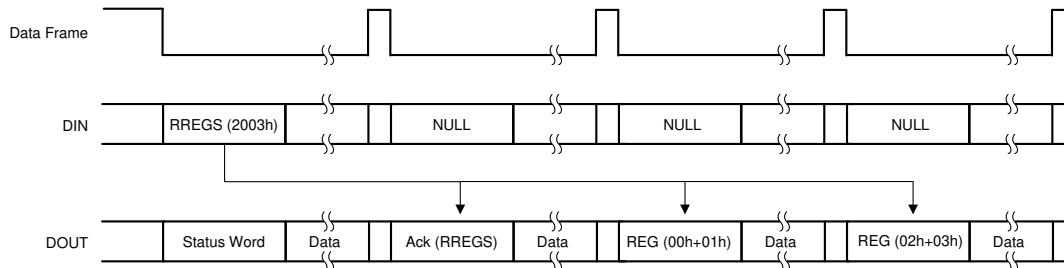 Data Frame
DIN RREGS (2003h) NULL NULL NULL
DOUT Status Word Data Ack (RREGS) Data REG (00h+01h) Data REG (02h+03h) Data